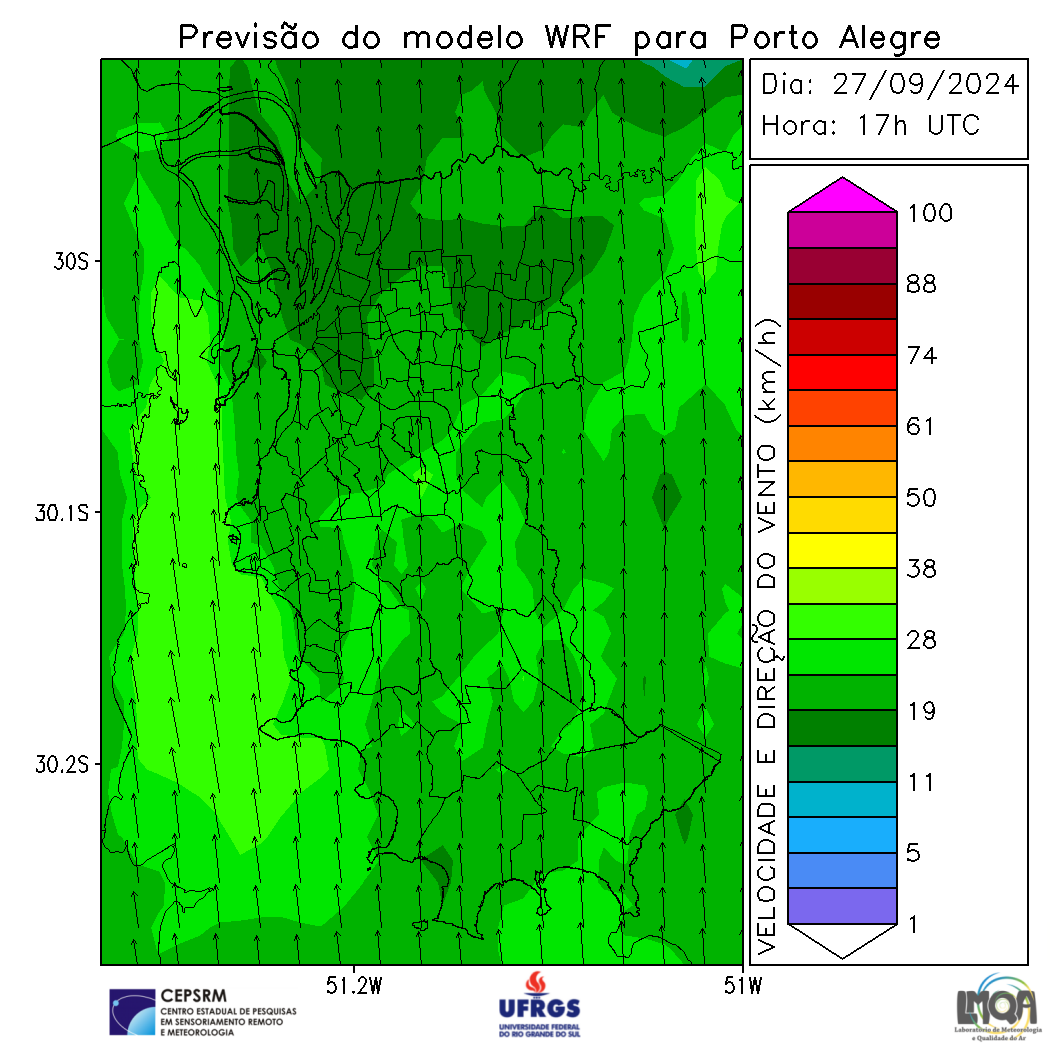 Previsão do modelo WRF para Porto Alegre
Dia: 27/09/2024
Hora: 17h UTC
100
88
74
61
50
38
28
19
11
5
1
VELOCIDADE E DIREÇÃO DO VENTO (km/h)
30S
30.1S
30.2S
51.2W
51W
CEPSRM
CENTRO ESTADUAL DE PESQUISAS
EM SENSORIAMENTO REMOTO
E METEOROLOGIA
UFRGS
UNIVERSIDADE FEDERAL
DO RIO GRANDE DO SUL
LMQA
Laboratório de Meteorologia
e Qualidade do Ar